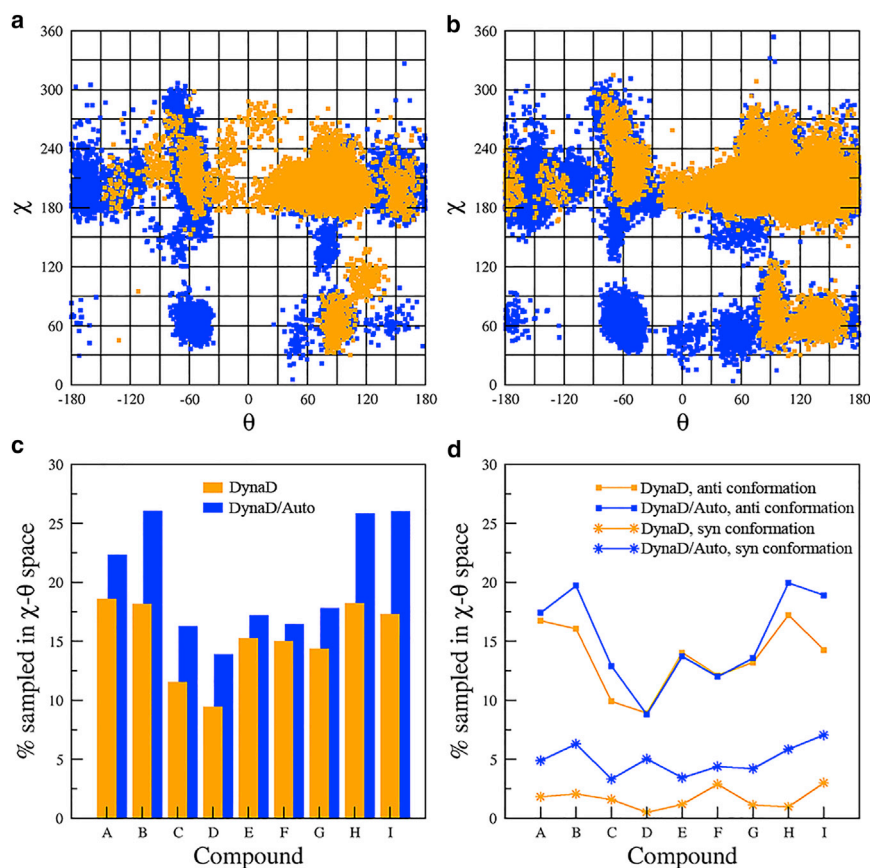 a
b
360
300
240
180
120
60
0
χ
-180
-120
-60
0
60
120
180
θ
360
300
240
180
120
60
0
χ
-180
-120
-60
0
60
120
180
θ
c
d
30
25
20
15
10
5
0
% sampled in χ-θ space
DynaD
DynaD/Auto
A
B
C
D
E
F
G
H
I
Compound
30
25
20
15
10
5
0
% sampled in χ-θ space
DynaD, anti conformation
DynaD/Auto, anti conformation
DynaD, syn conformation
DynaD/Auto, syn conformation
A
B
C
D
E
F
G
H
I
Compound